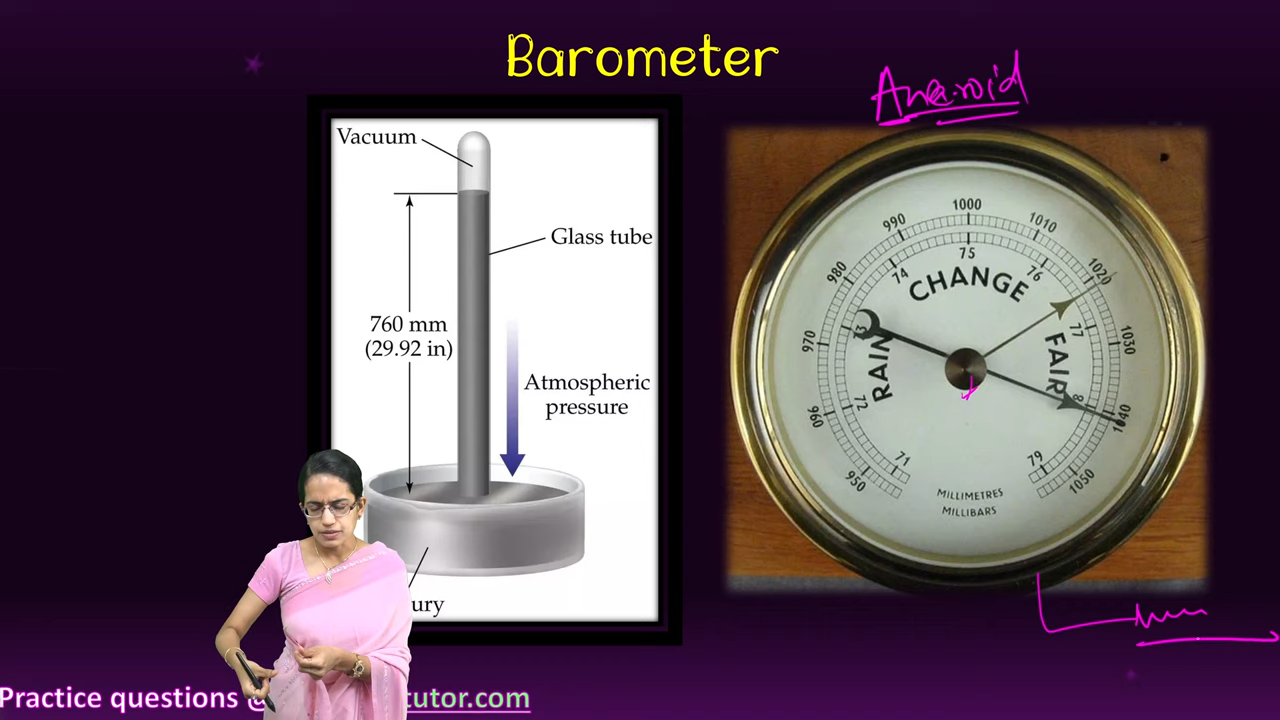 Barometer
Aneroid
Vacuum
Glass tube
760 mm
(29.92 in)
Atmospheric
pressure
ury
950
960
970
980
990
1000
1010
1020
1030
1040
1050
71
72
3
74
75
76
77
8
79
RAIN
CHANGE
FAIR
MILLIMETRES
MILLIBARS
Practice questions @
tutor.com